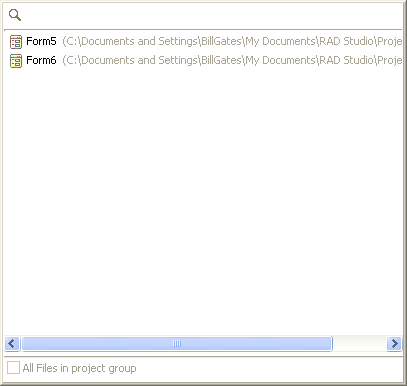 Form5 (C:\Documents and Settings\BillGates\My Documents\RAD Studio\Proje
Form6 (C:\Documents and Settings\BillGates\My Documents\RAD Studio\Proje
All Files in project group